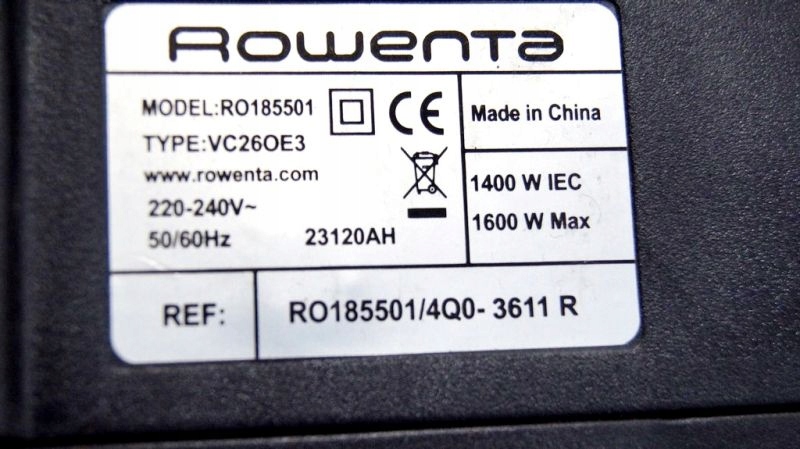 Rowenta
MODEL:RO185501
TYPE:VC26OE3
www.rowenta.com
220-240V~
50/60Hz
23120AH
CE
Made in China
1400 W IEC
1600 W Max
REF:
RO185501/4Q0- 3611 R